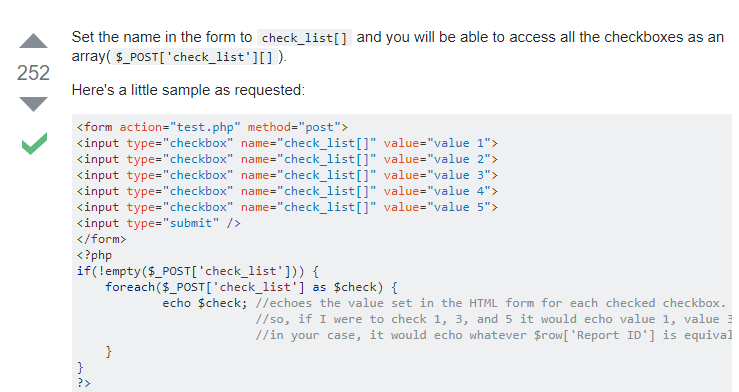 Set the name in the form to check_list[] and you will be able to access all the checkboxes as an
array( $_POST['check_list'][] ).
252
Here's a little sample as requested:
<form action="test.php" method="post">
<input type="checkbox" name="check_list[]" value="value 1">
<input type="checkbox" name="check_list[]" value="value 2">
<input type="checkbox" name="check_list[]" value="value 3">
<input type="checkbox" name="check_list[]" value="value 4">
<input type="checkbox" name="check_list[]" value="value 5">
<input type="submit" />
</form>
<?php
if(!empty($_POST['check_list'])) {
    foreach($_POST['check_list'] as $check) {
            echo $check; //echoes the value set in the HTML form for each checked checkbox.
                         //so, if I were to check 1, 3, and 5 it would echo value 1, value 3
                         //in your case, it would echo whatever $row['Report ID'] is equival
    }
}
?>